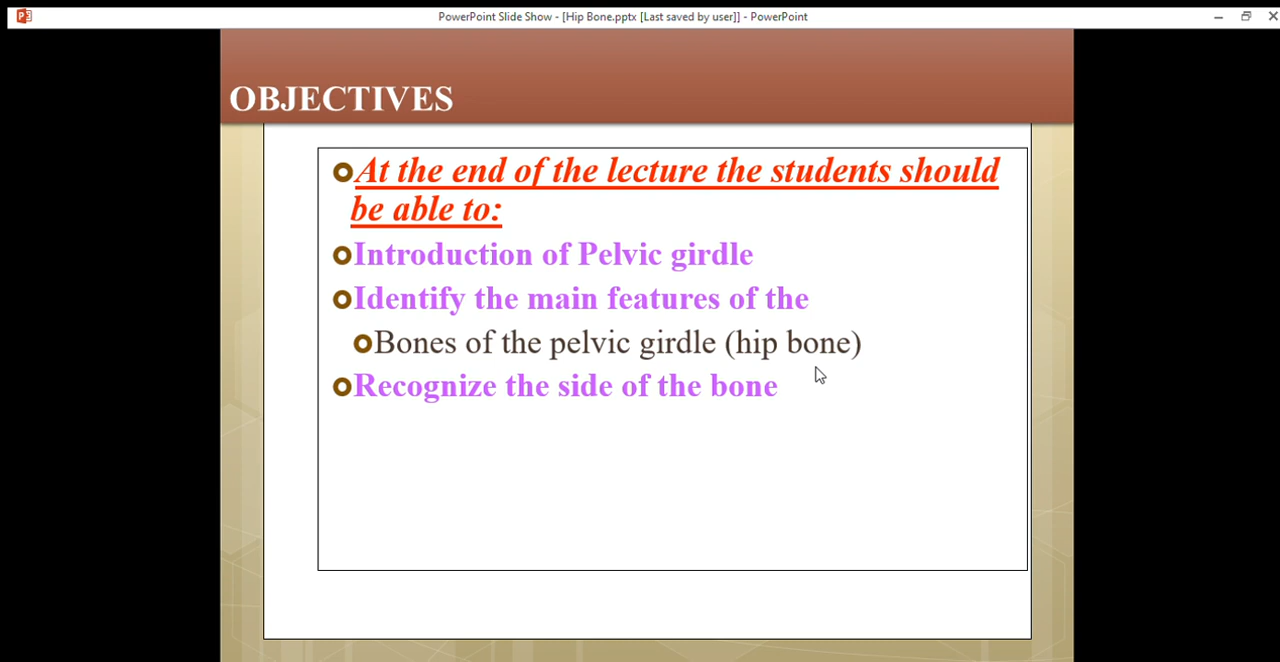 PowerPoint Slide Show - [Hip Bone.pptx [Last saved by user]] - PowerPoint
OBJECTIVES
At the end of the lecture the students should
be able to:
Introduction of Pelvic girdle
Identify the main features of the
Bones of the pelvic girdle (hip bone)
Recognize the side of the bone